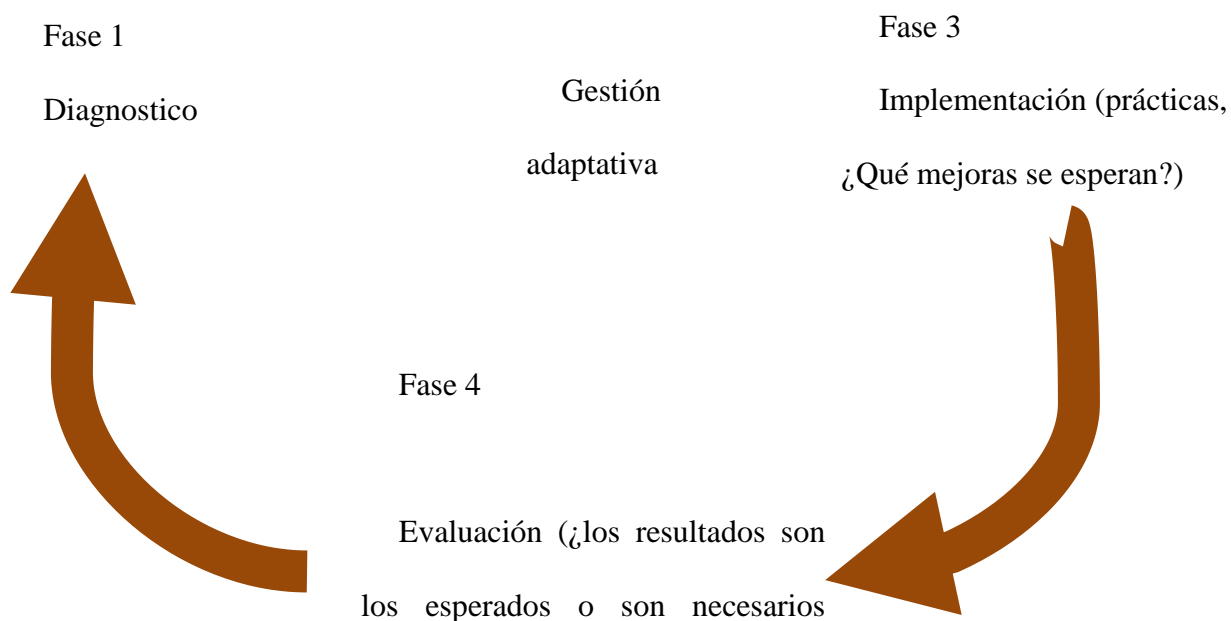 Fase 1
Diagnostico
Gestión
adaptativa
Fase 3
Implementación (prácticas,
¿Qué mejoras se esperan?)
Fase 4
Evaluación (¿los resultados son
los esperados o son necesarios